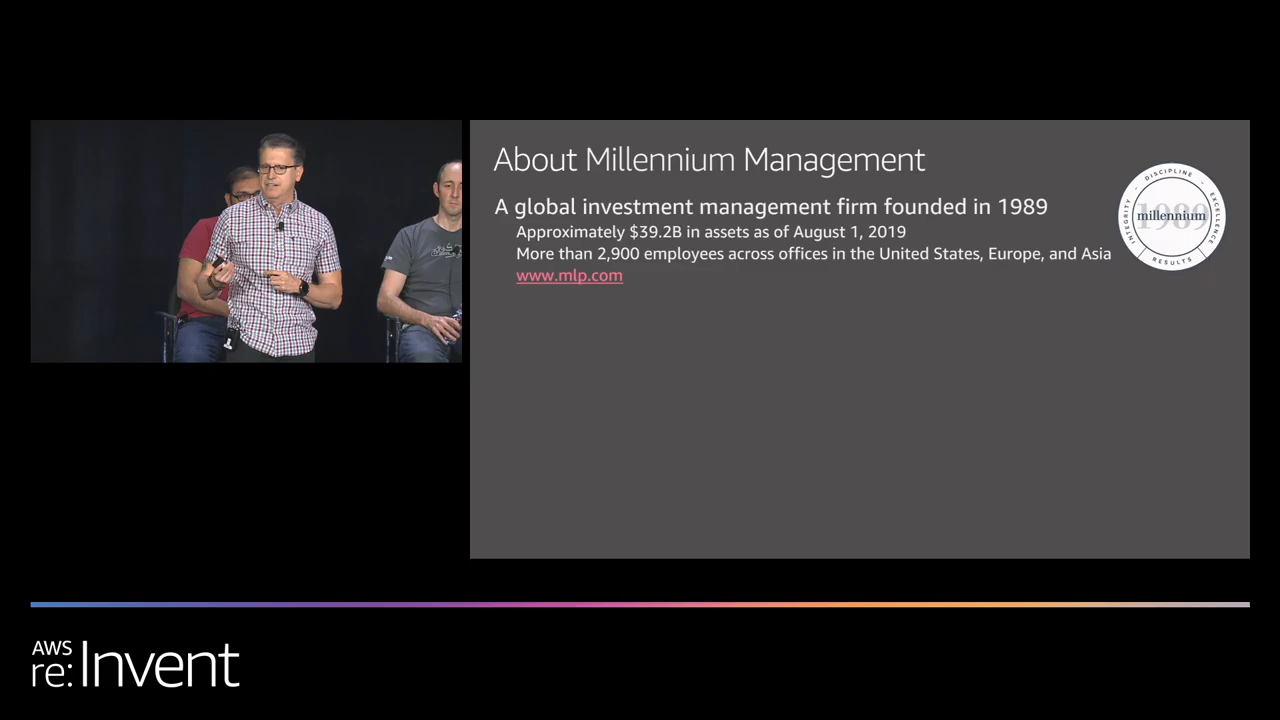 About Millennium Management
A global investment management firm founded in 1989
Approximately $39.2B in assets as of August 1, 2019
More than 2,900 employees across offices in the United States, Europe, and Asia
www.mlp.com
DISCIPLINE
INTEGRITY
EXCELLENCE
1989
millennium
RESULTS
AWS
re:Invent